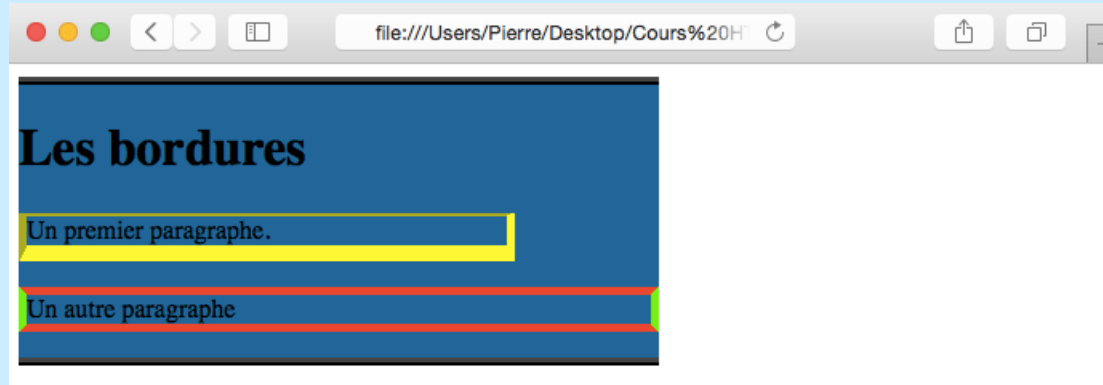 file:///Users/Pierre/Desktop/Cours%20H
Les bordures
Un premier paragraphe.
Un autre paragraphe